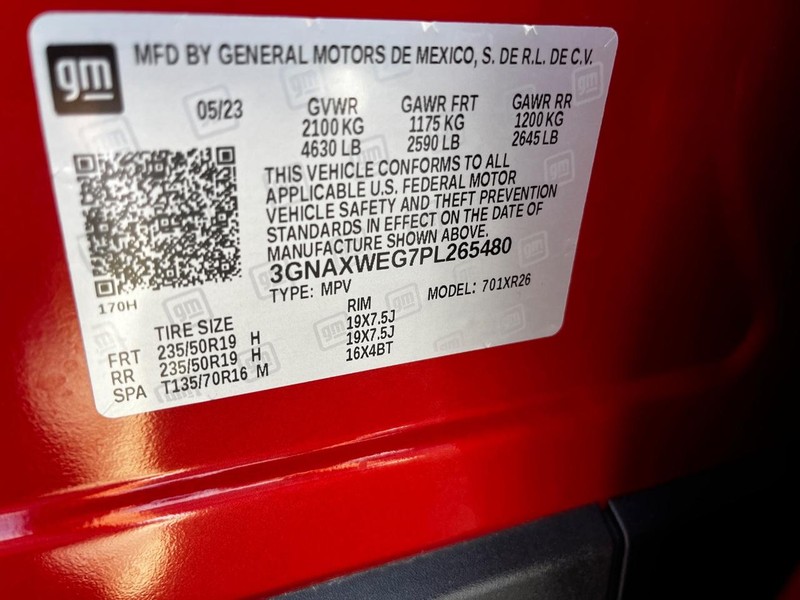 gm
MFD BY GENERAL MOTORS DE MEXICO, S. DE R.L. DE C.V.
05/23 GVWR GAWR FRT GAWR RR
2100 KG 1175 KG 1200 KG
4630 LB 2590 LB 2645 LB
THIS VEHICLE CONFORMS TO ALL
APPLICABLE U.S. FEDERAL MOTOR
VEHICLE SAFETY AND THEFT PREVENTION
STANDARDS IN EFFECT ON THE DATE OF
MANUFACTURE SHOWN ABOVE.
3GNAXWEG7PL265480
TYPE: MPV MODEL: 701XR26
170H
TIRE SIZE RIM
FRT 235/50R19 H 19X7.5J
RR 235/50R19 H 19X7.5J
SPA T135/70R16 M 16X4BT